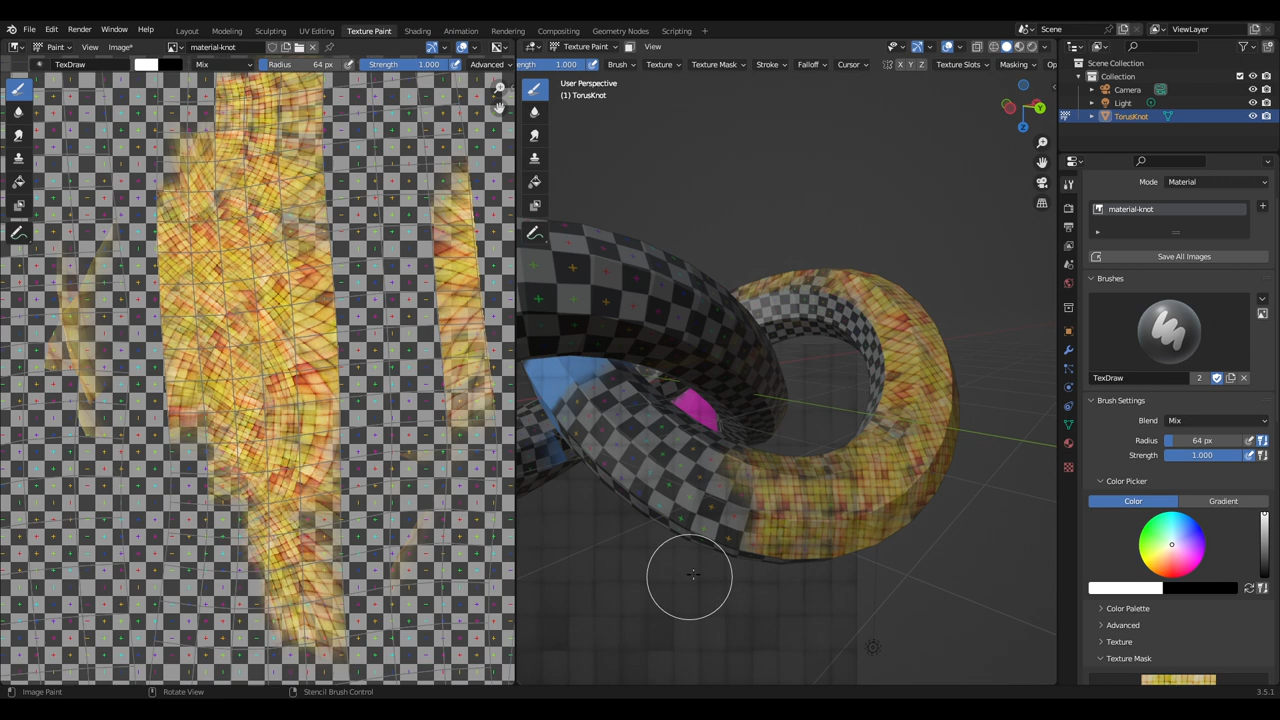 File Edit Render Window Help Layout Modeling Sculpting UV Editing Texture Paint Shading Animation Rendering Compositing Geometry Nodes Scripting Scene ViewLayer
Paint View Image* material-knot Texture Paint View
TexDraw Mix Radius 64 px Strength 1.000 Advanced ength 1.000 Brush Texture Texture Mask Stroke Falloff Cursor X Y Z Texture Slots Masking Op
Scene Collection
Collection
Camera
Light
TorusKnot
User Perspective
(1) TorusKnot
Y
Z
Mode Material
material-knot
Save All Images
Brushes
TexDraw 2
Brush Settings
Blend Mix
Radius 64 px
Strength 1.000
Color Picker
Color Gradient
Color Palette
Advanced
Texture
Texture Mask
Image Paint Rotate View Stencil Brush Control 3.5.1